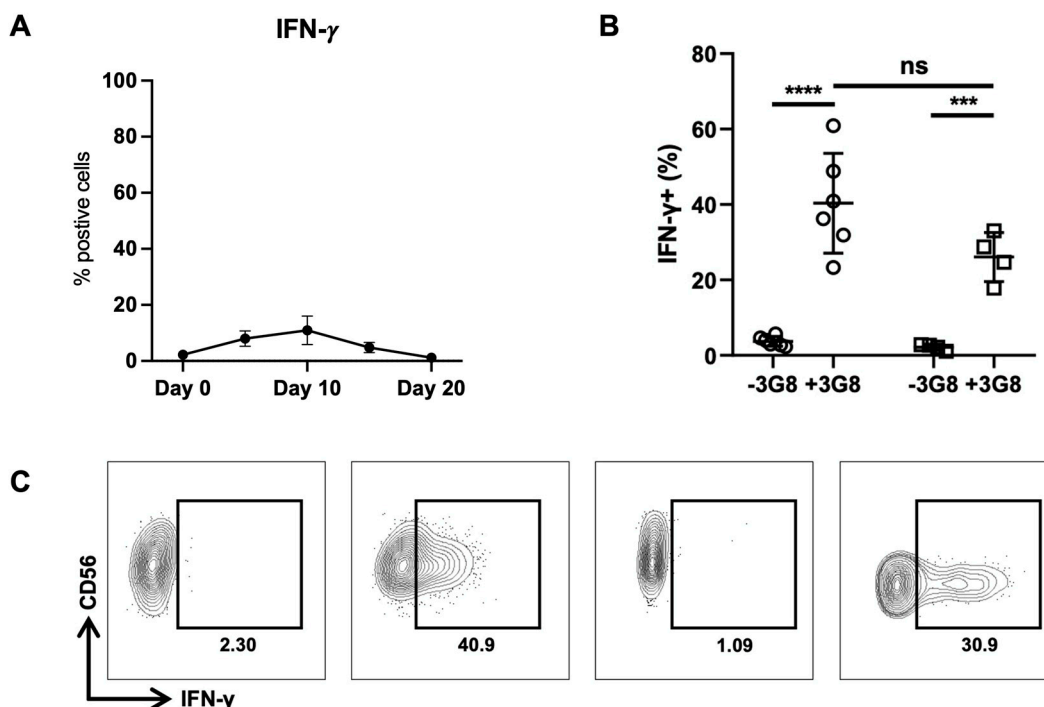 A
IFN-γ
100
80
60
40
20
0
% postive cells
Day 0 Day 10 Day 20
B
80
60
40
20
0
IFN-γ+ (%)
ns
**** ***
-3G8 +3G8 -3G8 +3G8
C
CD56
2.30 40.9 1.09 30.9
IFN-γ